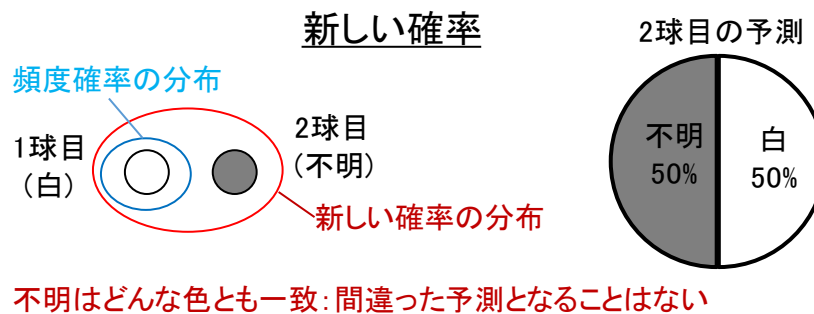 新しい確率
2球目の予測
頻度確率の分布
1球目
(白)
2球目
(不明)
新しい確率の分布
不明
50%
白
50%
不明はどんな色とも一致:間違った予測となることはない